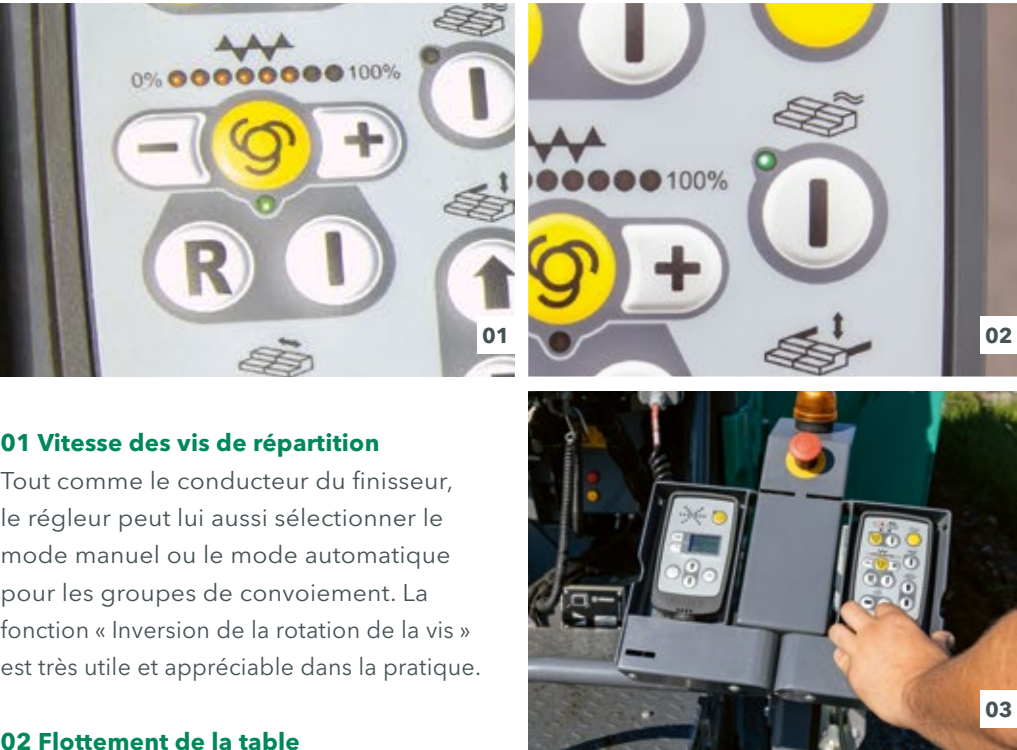 0% 100%
- +
I
R I
01
I
100%
I
+
02
01 Vitesse des vis de répartition
Tout comme le conducteur du finisseur,
le régleur peut lui aussi sélectionner le
mode manuel ou le mode automatique
pour les groupes de convoiement. La
fonction « Inversion de la rotation de la vis »
est très utile et appréciable dans la pratique.
02 Flottement de la table
03